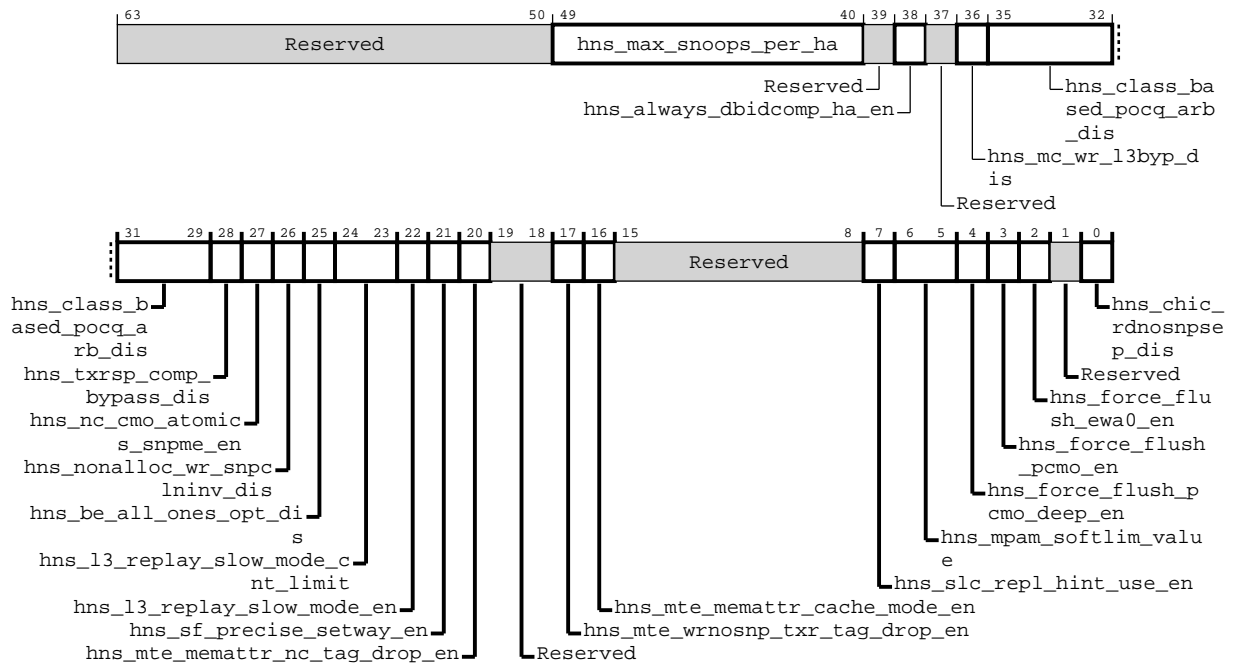 63 50 49 40 39 38 37 36 35 32
Reserved hns_max_snoops_per_ha
Reserved
hns_always_dbidcomp_ha_en
hns_class_ba
sed_pocq_arb
_dis
hns_mc_wr_l3byp_d
is
Reserved
31 29 28 27 26 25 24 23 22 21 20 19 18 17 16 15 8 7 6 5 4 3 2 1 0
Reserved
hns_class_b
ased_pocq_a
rb_dis
hns_txrsp_comp_
bypass_dis
hns_nc_cmo_atomic
s_snpme_en
hns_nonalloc_wr_snpc
lninv_dis
hns_be_all_ones_opt_di
s
hns_l3_replay_slow_mode_c
nt_limit
hns_l3_replay_slow_mode_en
hns_sf_precise_setway_en
hns_mte_memattr_nc_tag_drop_en
Reserved
hns_mte_wrnosnp_txr_tag_drop_en
hns_mte_memattr_cache_mode_en
hns_slc_repl_hint_use_en
hns_mpam_softlim_valu
e
hns_force_flush_p
cmo_deep_en
hns_force_flush
_pcmo_en
hns_force_flu
sh_ewa0_en
Reserved
hns_chic_
rdnosnpse
p_dis